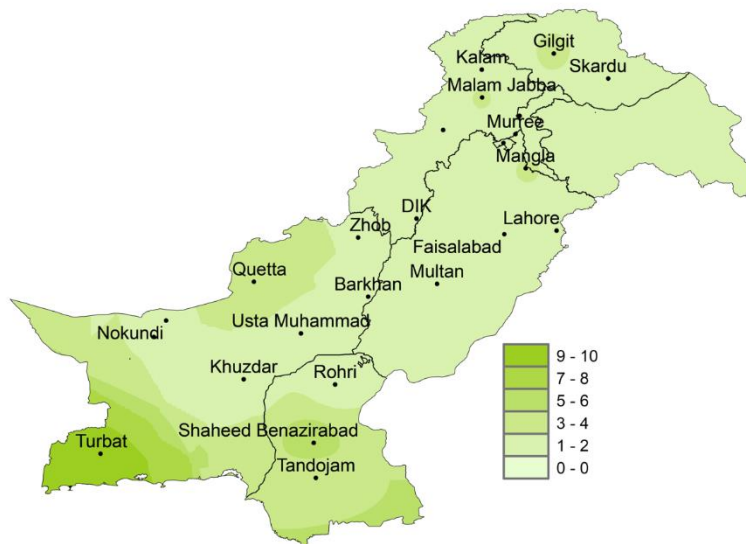 Gilgit
Kalam
Skardu
Malam Jabba
Murree
Mangla
DIK
Lahore
Zhob
Faisalabad
Quetta
Multan
Barkhan
Nokundi
Usta Muhammad
Khuzdar
Rohri
Turbat
Shaheed Benazirabad
Tandojam
9 - 10
7 - 8
5 - 6
3 - 4
1 - 2
0 - 0